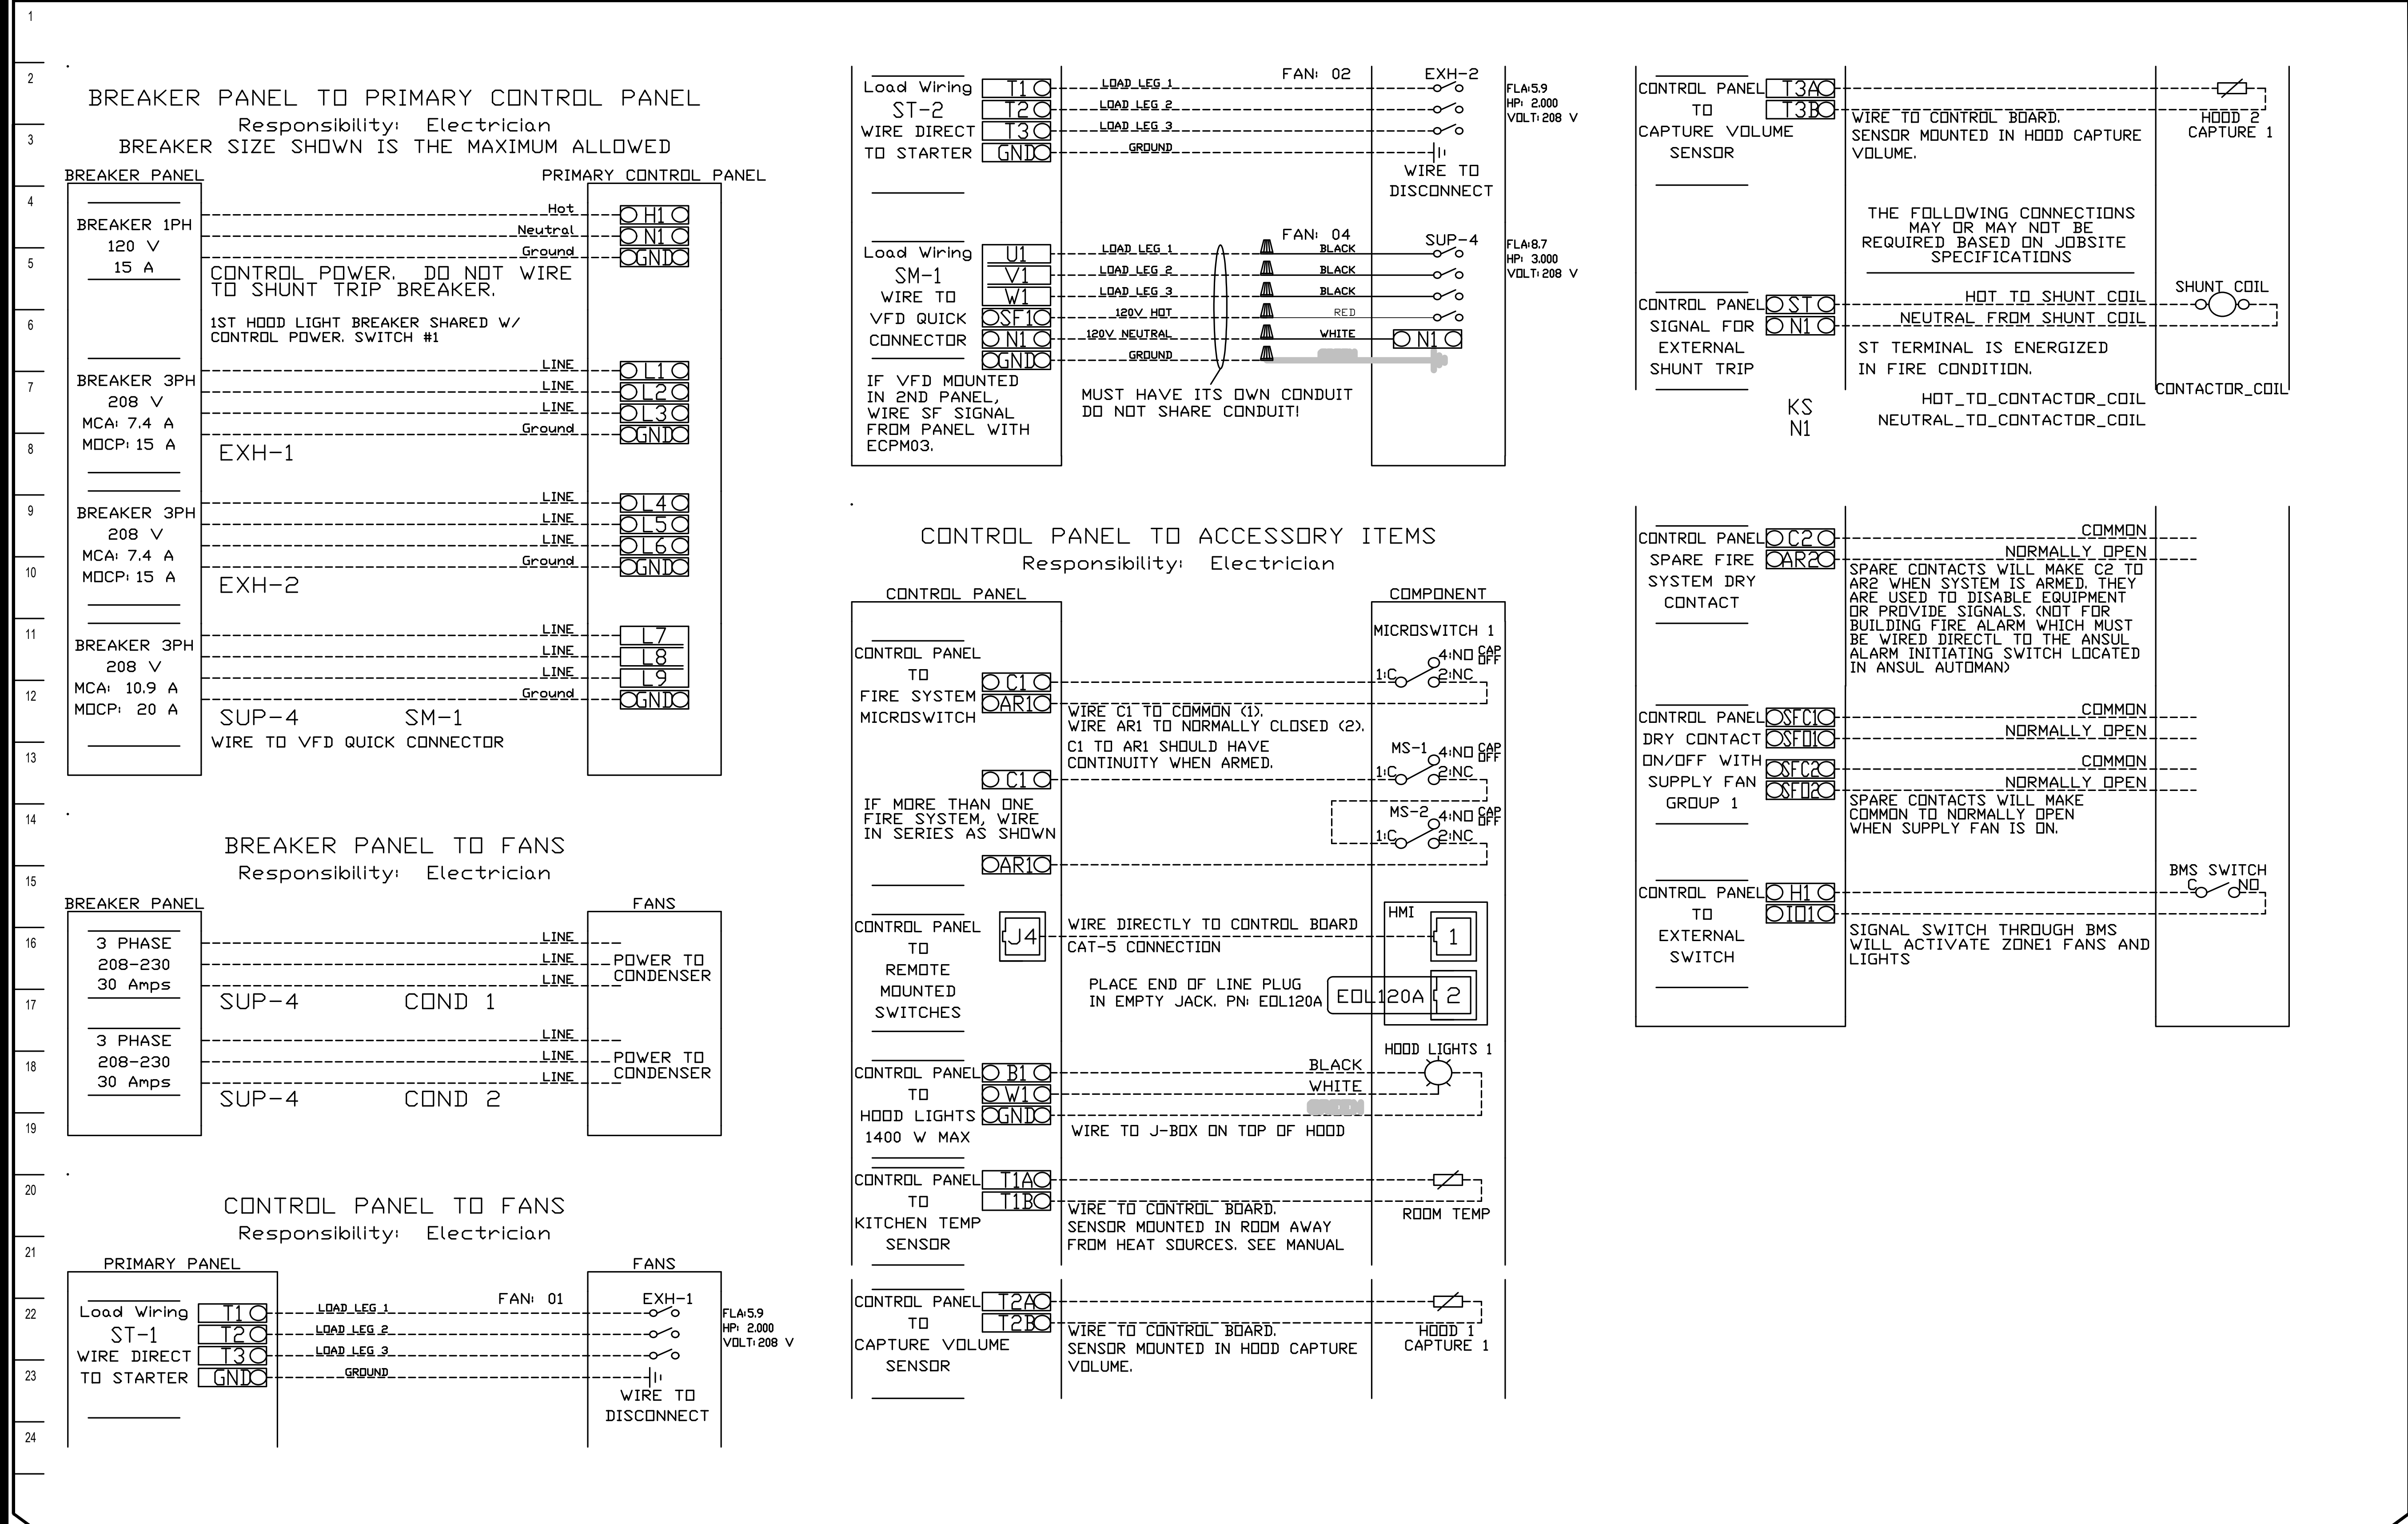 1
2
3
4
5
6
7
8
9
10
11
12
13
14
15
16
17
18
19
20
21
22
23
24
BREAKER PANEL TO PRIMARY CONTROL PANEL
Responsibility: Electrician
BREAKER SIZE SHOWN IS THE MAXIMUM ALLOWED
BREAKER PANEL
PRIMARY CONTROL PANEL
BREAKER 1PH
120 V
15 A
Hot
H1
Neutral
N1
Ground
GND
CONTROL POWER. DO NOT WIRE
TO SHUNT TRIP BREAKER.
1ST HOOD LIGHT BREAKER SHARED W/
CONTROL POWER. SWITCH #1
BREAKER 3PH
208 V
MCA: 7.4 A
MOCP: 15 A
LINE
L1
LINE
L2
LINE
L3
Ground
GND
EXH-1
BREAKER 3PH
208 V
MCA: 7.4 A
MOCP: 15 A
LINE
L4
LINE
L5
LINE
L6
Ground
GND
EXH-2
BREAKER 3PH
208 V
MCA: 10.9 A
MOCP: 20 A
LINE
L7
LINE
L8
LINE
L9
Ground
GND
SUP-4 SM-1
WIRE TO VFD QUICK CONNECTOR
BREAKER PANEL TO FANS
Responsibility: Electrician
BREAKER PANEL
FANS
3 PHASE
208-230
30 Amps
LINE
LINE
LINE
POWER TO
CONDENSER
SUP-4 COND 1
3 PHASE
208-230
30 Amps
LINE
LINE
LINE
POWER TO
CONDENSER
SUP-4 COND 2
CONTROL PANEL TO FANS
Responsibility: Electrician
PRIMARY PANEL
FANS
Load Wiring
ST-1
WIRE DIRECT
TO STARTER
T1
T2
T3
GND
LOAD LEG 1
LOAD LEG 2
LOAD LEG 3
GROUND
FAN: 01
EXH-1
WIRE TO
DISCONNECT
FLA:5.9
HP: 2.000
VOLT:208 V
Load Wiring
ST-2
WIRE DIRECT
TO STARTER
T1
T2
T3
GND
LOAD LEG 1
LOAD LEG 2
LOAD LEG 3
GROUND
FAN: 02
EXH-2
WIRE TO
DISCONNECT
FLA:5.9
HP: 2.000
VOLT:208 V
Load Wiring
SM-1
WIRE TO
VFD QUICK
CONNECTOR
U1
V1
W1
SF1
N1
GND
LOAD LEG 1
LOAD LEG 2
LOAD LEG 3
120V HOT
120V NEUTRAL
GROUND
FAN: 04
BLACK
BLACK
BLACK
RED
WHITE
SUP-4
N1
FLA:8.7
HP: 3.000
VOLT:208 V
IF VFD MOUNTED
IN 2ND PANEL,
WIRE SF SIGNAL
FROM PANEL WITH
ECPM03.
MUST HAVE ITS OWN CONDUIT
DO NOT SHARE CONDUIT!
CONTROL PANEL TO ACCESSORY ITEMS
Responsibility: Electrician
CONTROL PANEL
COMPONENT
CONTROL PANEL
TO
FIRE SYSTEM
MICROSWITCH
C1
AR1
MICROSWITCH 1
4:NO CAP OFF
1:C 2:NC
WIRE C1 TO COMMON (1).
WIRE AR1 TO NORMALLY CLOSED (2).
C1 TO AR1 SHOULD HAVE
CONTINUITY WHEN ARMED.
C1
MS-1
4:NO CAP OFF
1:C 2:NC
IF MORE THAN ONE
FIRE SYSTEM, WIRE
IN SERIES AS SHOWN
MS-2
4:NO CAP OFF
1:C 2:NC
AR1
CONTROL PANEL
TO
REMOTE
MOUNTED
SWITCHES
J4
WIRE DIRECTLY TO CONTROL BOARD
CAT-5 CONNECTION
HMI
1
PLACE END OF LINE PLUG
IN EMPTY JACK. PN: EOL120A
EOL120A
2
CONTROL PANEL
TO
HOOD LIGHTS
1400 W MAX
B1
W1
GND
BLACK
WHITE
HOOD LIGHTS 1
WIRE TO J-BOX ON TOP OF HOOD
CONTROL PANEL
TO
KITCHEN TEMP
SENSOR
T1A
T1B
WIRE TO CONTROL BOARD.
SENSOR MOUNTED IN ROOM AWAY
FROM HEAT SOURCES. SEE MANUAL
ROOM TEMP
CONTROL PANEL
TO
CAPTURE VOLUME
SENSOR
T2A
T2B
WIRE TO CONTROL BOARD.
SENSOR MOUNTED IN HOOD CAPTURE
VOLUME.
HOOD 1
CAPTURE 1
CONTROL PANEL
TO
CAPTURE VOLUME
SENSOR
T3A
T3B
WIRE TO CONTROL BOARD.
SENSOR MOUNTED IN HOOD CAPTURE
VOLUME.
HOOD 2
CAPTURE 1
THE FOLLOWING CONNECTIONS
MAY OR MAY NOT BE
REQUIRED BASED ON JOBSITE
SPECIFICATIONS
CONTROL PANEL
SIGNAL FOR
EXTERNAL
SHUNT TRIP
ST
N1
HOT TO SHUNT COIL
NEUTRAL FROM SHUNT COIL
SHUNT COIL
ST TERMINAL IS ENERGIZED
IN FIRE CONDITION.
CONTACTOR_COIL
KS
N1
HOT_TO_CONTACTOR_COIL
NEUTRAL_TO_CONTACTOR_COIL
CONTROL PANEL
SPARE FIRE
SYSTEM DRY
CONTACT
C2
AR2
COMMON
NORMALLY OPEN
SPARE CONTACTS WILL MAKE C2 TO
AR2 WHEN SYSTEM IS ARMED. THEY
ARE USED TO DISABLE EQUIPMENT
OR PROVIDE SIGNALS. (NOT FOR
BUILDING FIRE ALARM WHICH MUST
BE WIRED DIRECTL TO THE ANSUL
ALARM INITIATING SWITCH LOCATED
IN ANSUL AUTOMAN)
CONTROL PANEL
DRY CONTACT
ON/OFF WITH
SUPPLY FAN
GROUP 1
SFC1
SFO1
SFC2
SFO2
COMMON
NORMALLY OPEN
COMMON
NORMALLY OPEN
SPARE CONTACTS WILL MAKE
COMMON TO NORMALLY OPEN
WHEN SUPPLY FAN IS ON.
CONTROL PANEL
TO
EXTERNAL
SWITCH
H1
IO1
BMS SWITCH
C NO
SIGNAL SWITCH THROUGH BMS
WILL ACTIVATE ZONE1 FANS AND
LIGHTS